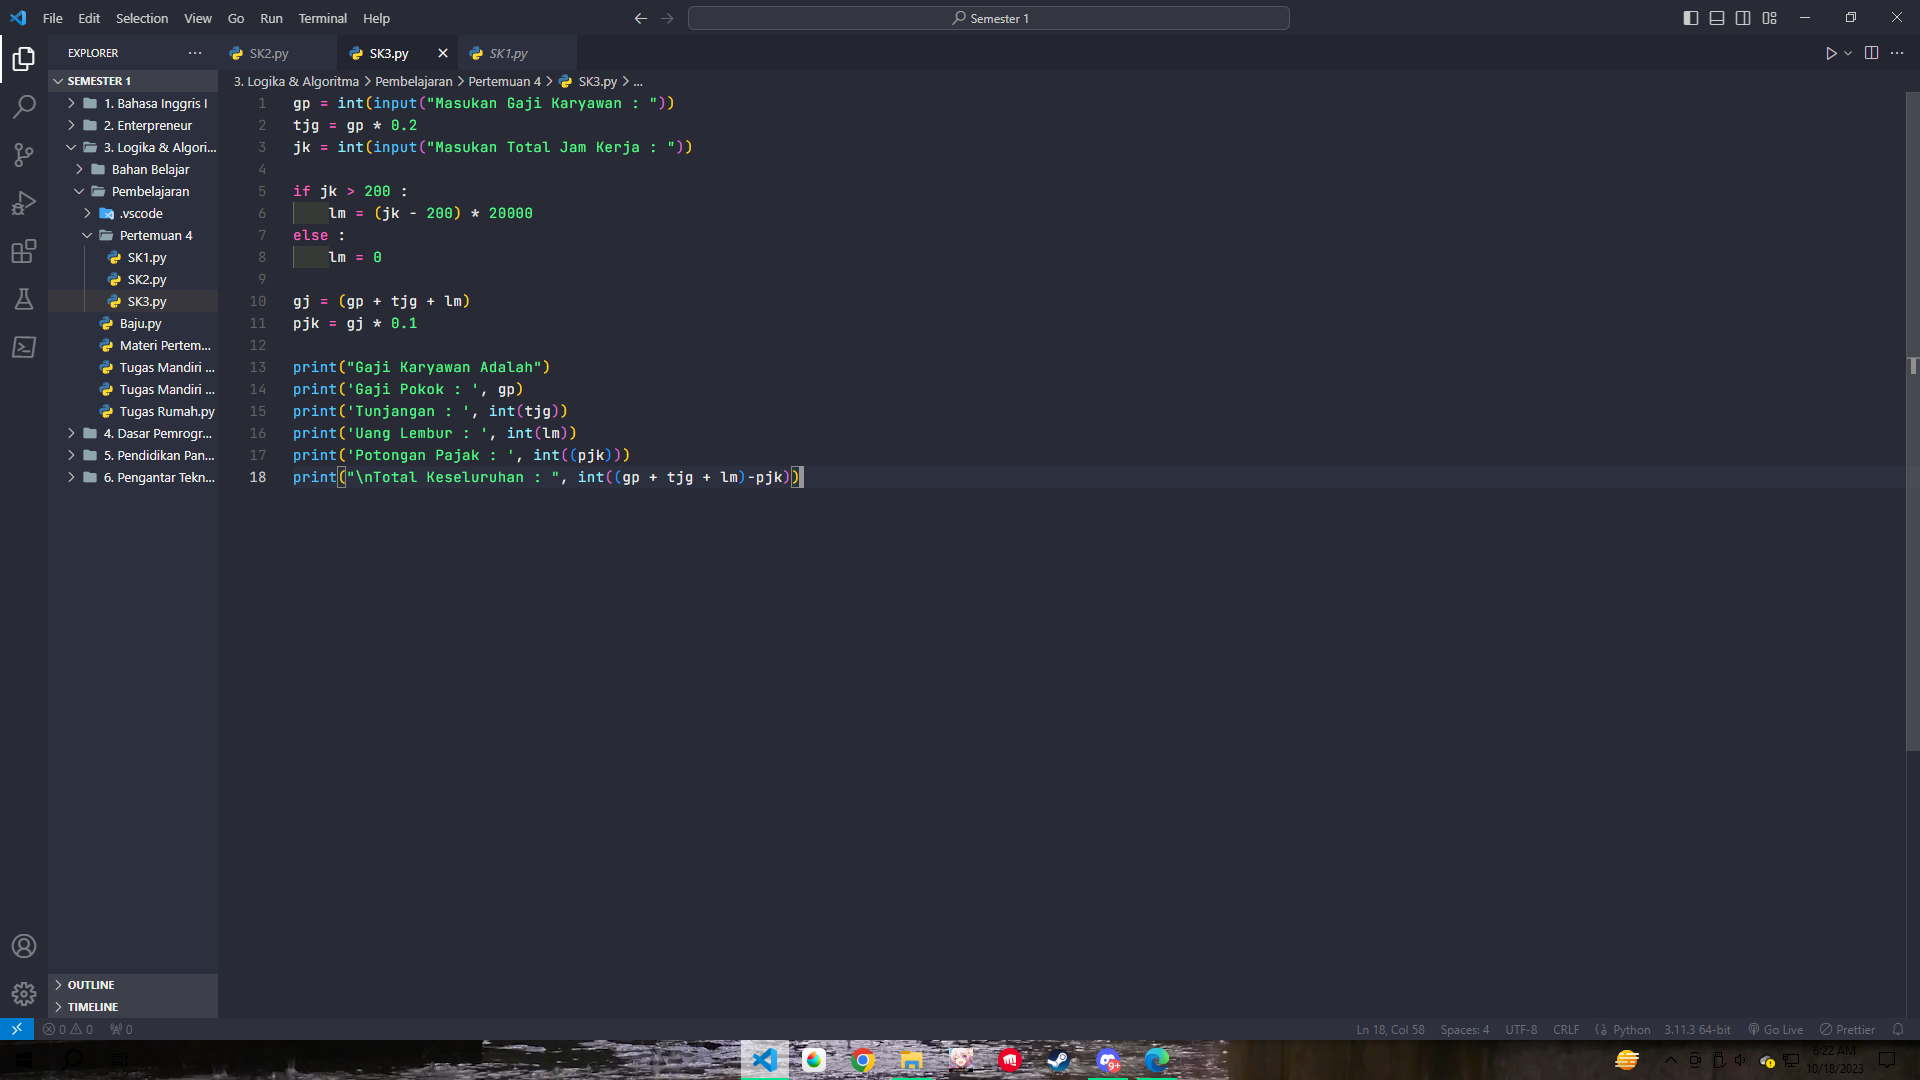 File Edit Selection View Go Run Terminal Help
Semester 1
EXPLORER
SK2.py
SK3.py
SK1.py
SEMESTER 1
1. Bahasa Inggris I
2. Enterpreneur
3. Logika & Algori...
Bahan Belajar
Pembelajaran
.vscode
Pertemuan 4
SK1.py
SK2.py
SK3.py
Baju.py
Materi Pertem...
Tugas Mandiri ...
Tugas Mandiri ...
Tugas Rumah.py
4. Dasar Pemrogr...
5. Pendidikan Pan...
6. Pengantar Tekn...
OUTLINE
TIMELINE
3. Logika & Algoritma > Pembelajaran > Pertemuan 4 > SK3.py > ...
1 gp = int(input("Masukan Gaji Karyawan : "))
2 tjg = gp * 0.2
3 jk = int(input("Masukan Total Jam Kerja : "))
4
5 if jk > 200 :
6     lm = (jk - 200) * 20000
7 else :
8     lm = 0
9
10 gj = (gp + tjg + lm)
11 pjk = gj * 0.1
12
13 print("Gaji Karyawan Adalah")
14 print('Gaji Pokok : ', gp)
15 print('Tunjangan : ', int(tjg))
16 print('Uang Lembur : ', int(lm))
17 print('Potongan Pajak : ', int((pjk)))
18 print("\nTotal Keseluruhan : ", int((gp + tjg + lm)-pjk))
0 0 0
Ln 18, Col 58 Spaces: 4 UTF-8 CRLF Python 3.11.3 64-bit Go Live Prettier
9+
6:22 AM
10/18/2023